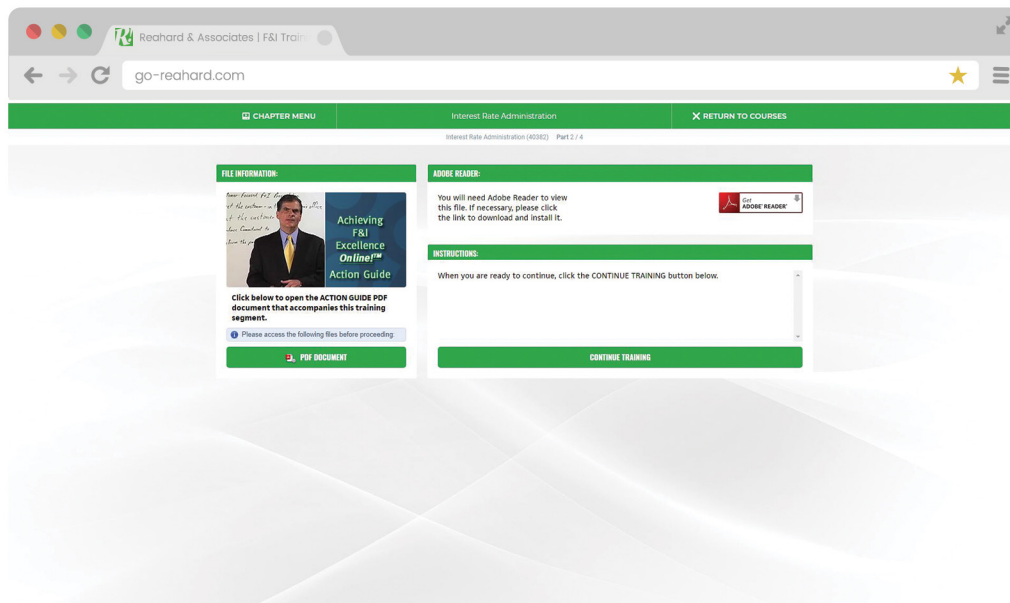 R Reahard & Associates | F&I Train
go-reahard.com
CHAPTER MENU
Interest Rate Administration
RETURN TO COURSES
Interest Rate Administration (40382) Part 2 / 4
FILE INFORMATION:
Achieving
F&I
Excellence
Online!™
Action Guide
Click below to open the ACTION GUIDE PDF
document that accompanies this training
segment.
Please access the following files before proceeding:
PDF DOCUMENT
ADOBE READER:
You will need Adobe Reader to view
this file. If necessary, please click
the link to download and install it.
Get
ADOBE® READER®
INSTRUCTIONS:
When you are ready to continue, click the CONTINUE TRAINING button below.
CONTINUE TRAINING